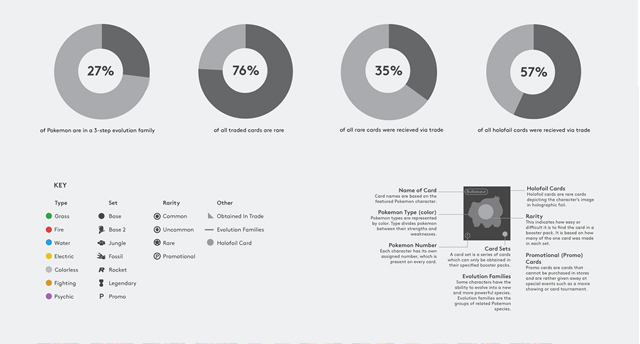 27%
76%
35%
57%
of Pokemon are in a 3-step evolution family
of all traded cards are rare
of all rare cards were recieved via trade
of all holofoil cards were recieved via trade
KEY
Type
Grass
Fire
Water
Electric
Colorless
Fighting
Psychic
Set
Base
Base 2
Jungle
Fossil
Rocket
Legendary
P Promo
Rarity
Common
Uncommon
Rare
Promotional
Other
Obtained In Trade
Evolution Families
Holofoil Card
Name of Card
Card names are based on the
featured Pokemon character.
Pokemon Type (color)
Pokemon types are represented
by color. Type divides pokemon
between their strengths and
weaknesses.
Pokemon Number
Each character has its own
assigned number, which is
present on every card.
Card Sets
A card set is a series of cards
which can only be obtained in
their specified booster packs.
Evolution Families
Some characters have the
ability to evolve into a new
and more powerful species.
Evolution families are the
groups of related Pokemon
species.
Holofoil Cards
Holofoil cards are rare cards
depicting the character's image
in holographic foil.
Rarity
This indicates how easy or
difficult it is to find the card in a
booster pack. It is based on how
many of the one card was made
in each set.
Promotional (Promo)
Cards
Promo cards are cards that
cannot be purchased in stores
and are rather given away at
special events such as a movie
showing or card tournament.